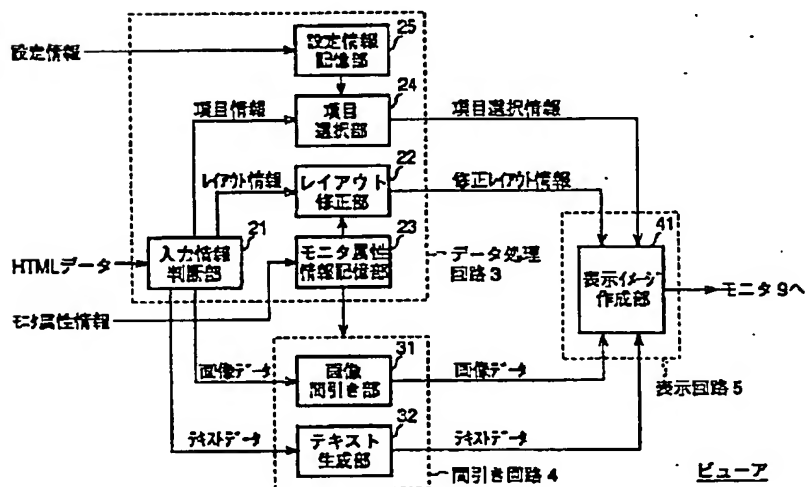 設定情報
25
設定情報
記憶部
24
項目情報
項目
選択部
項目選択情報
22
レイアウト情報
レイアウト
修正部
修正レイアウト情報
21
23
41
HTMLデータ
入力情報
判断部
モニタ属性
情報記憶部
データ処理
回路3
表示イメージ
作成部
モニタ9へ
モニタ属性情報
31
画像データ
画像
間引き部
画像データ
表示回路5
32
テキストデータ
テキスト
生成部
テキストデータ
間引き回路4
ビューア